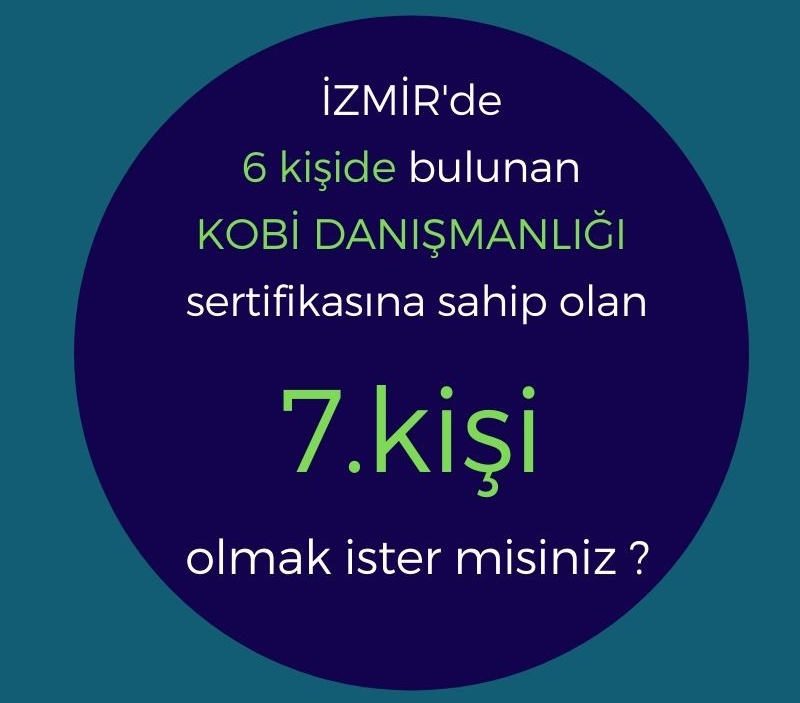 İZMİR'de
6 kişide bulunan
KOBİ DANIŞMANLIĞI
sertifikasına sahip olan
7.kişi
olmak ister misiniz ?